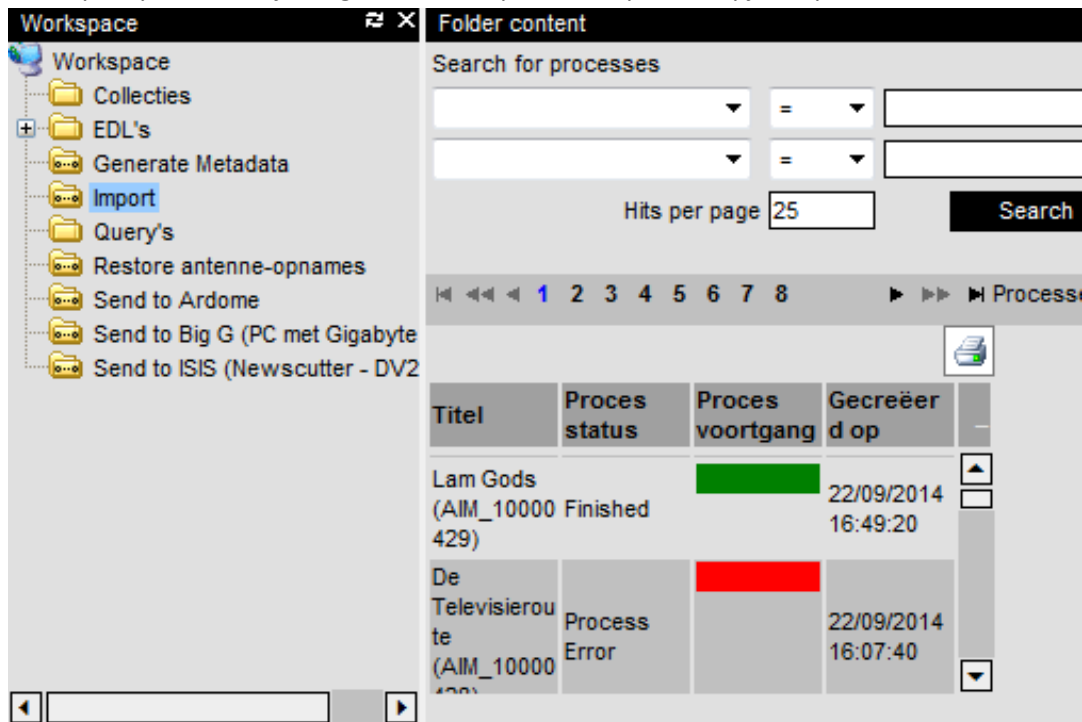 Workspace
Workspace
Collecties
EDL's
Generate Metadata
Import
Query's
Restore antenne-opnames
Send to Ardome
Send to Big G (PC met Gigabyte
Send to ISIS (Newscutter - DV2
Folder content
Search for processes
=
=
Hits per page 25 Search
1 2 3 4 5 6 7 8 Processe
Titel
Proces
status
Proces
voortgang
Gecreëer
d op
Lam Gods
(AIM_10000
429)
Finished
22/09/2014
16:49:20
De
Televisierou
te
(AIM_10000
Process
Error
22/09/2014
16:07:40